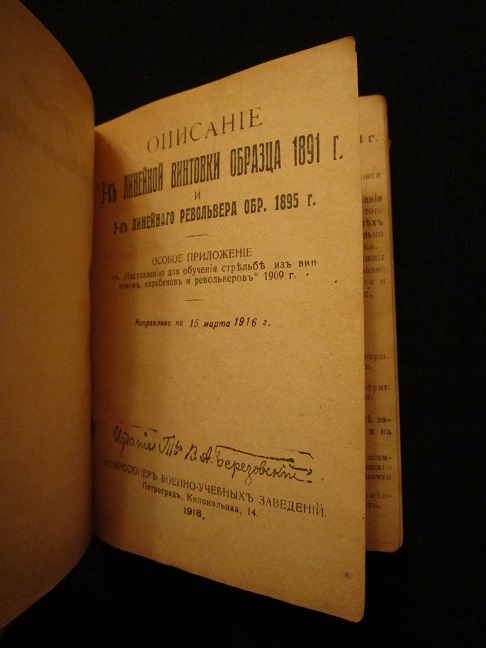 ОПИСАНІЕ
3-хъ ЛИНЕЙНОЙ ВИНТОВКИ ОБРАЗЦА 1891 г.
И
3-хъ ЛИНЕЙНАГО РЕВОЛЬВЕРА ОБР. 1895 г.
ОСОБОЕ ПРИЛОЖЕНІЕ
къ „Наставленію для обученія стрѣльбѣ изъ вин-
товокъ, карабиновъ и револьверовъ" 1909 г.
Исправлено по 15 марта 1916 г.
Изданіе Т-ва В. А. Березовскій
КОМИССІОНЕРЪ ВОЕННО-УЧЕБНЫХЪ ЗАВЕДЕНІЙ.
Петроградъ, Колокольная, 14.
1916.